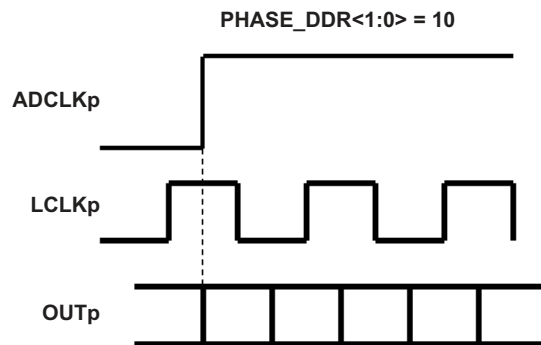 PHASE_DDR<1:0> = 10
ADCLKp
LCLKp
OUTp